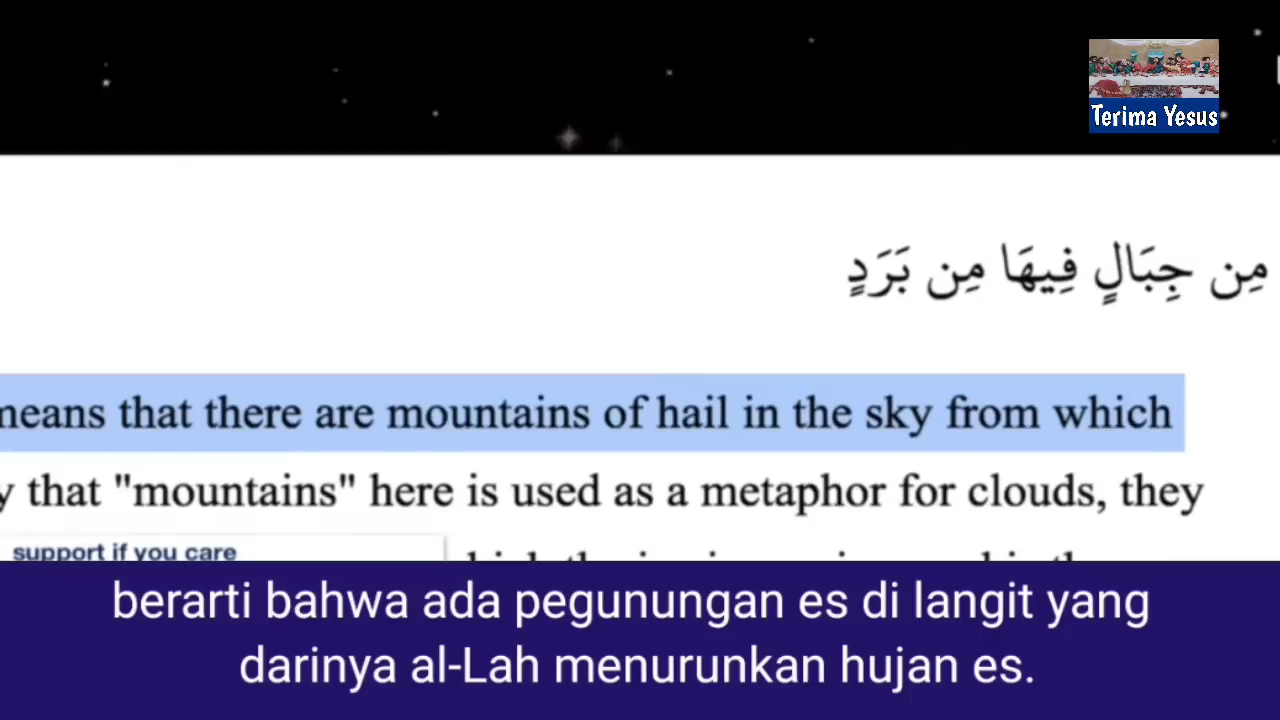 Terima Yesus
مِن جِبَالٍ فِيهَا مِن بَرَدٍ
means that there are mountains of hail in the sky from which
that "mountains" here is used as a metaphor for clouds, they
support if you care
berarti bahwa ada pegunungan es di langit yang
darinya al-Lah menurunkan hujan es.